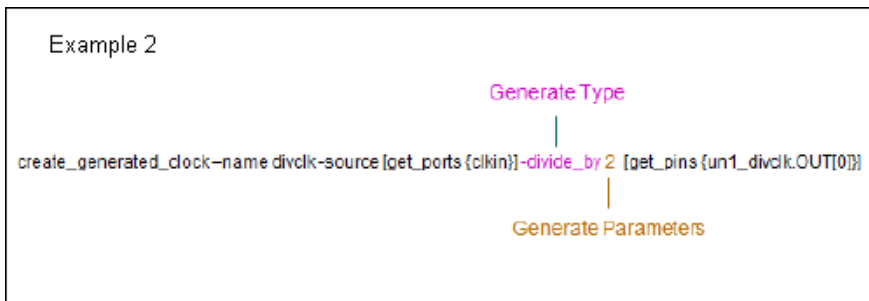 Example 2
Generate Type
create_generated_clock–name divclk-source [get_ports {clkin}]-divide_by 2 [get_pins {un1_divclk.OUT[0]}]
Generate Parameters